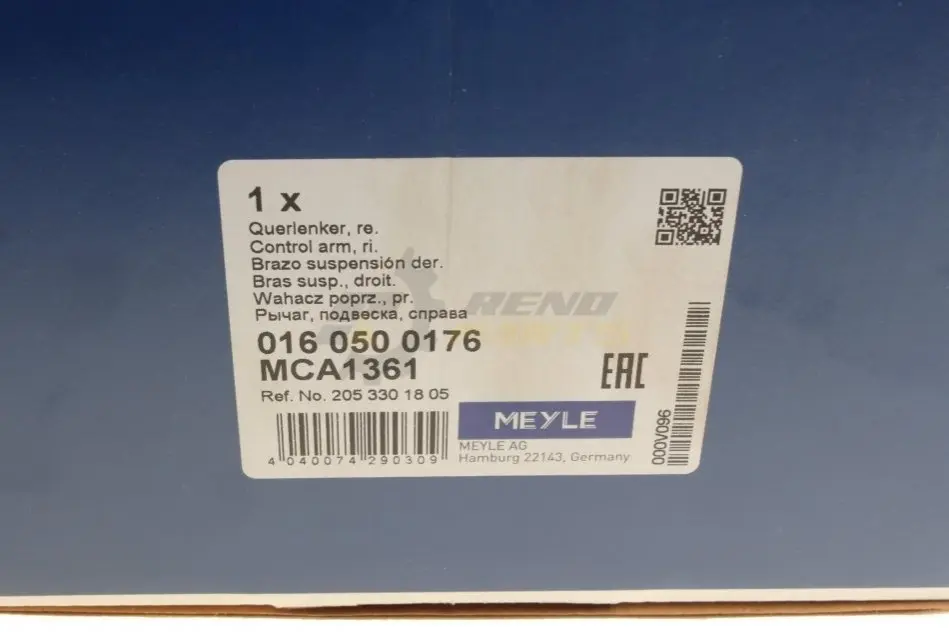 1 x
Querlenker, re.
Control arm, ri.
Brazo suspensión der.
Bras susp., droit.
Wahacz poprz., pr.
Рычаг, подвеска, справа
016 050 0176
MCA1361
Ref. No. 205 330 18 05
4 040074 290309
MEYLE
MEYLE AG
Hamburg 22143, Germany
EAC
000V096
REND